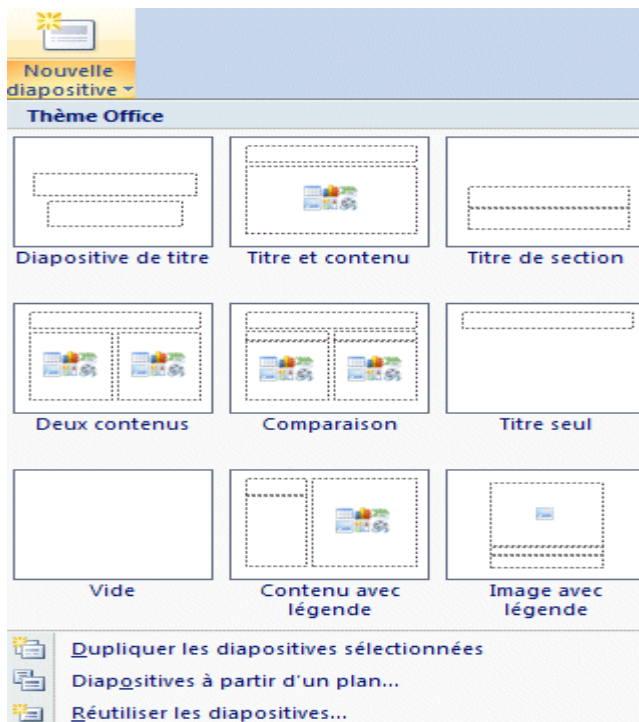 Nouvelle
diapositive
Thème Office
Diapositive de titre
Titre et contenu
Titre de section
Deux contenus
Comparaison
Titre seul
Vide
Contenu avec
légende
Image avec
légende
Dupliquer les diapositives sélectionnées
Diapositives à partir d'un plan...
Réutiliser les diapositives...